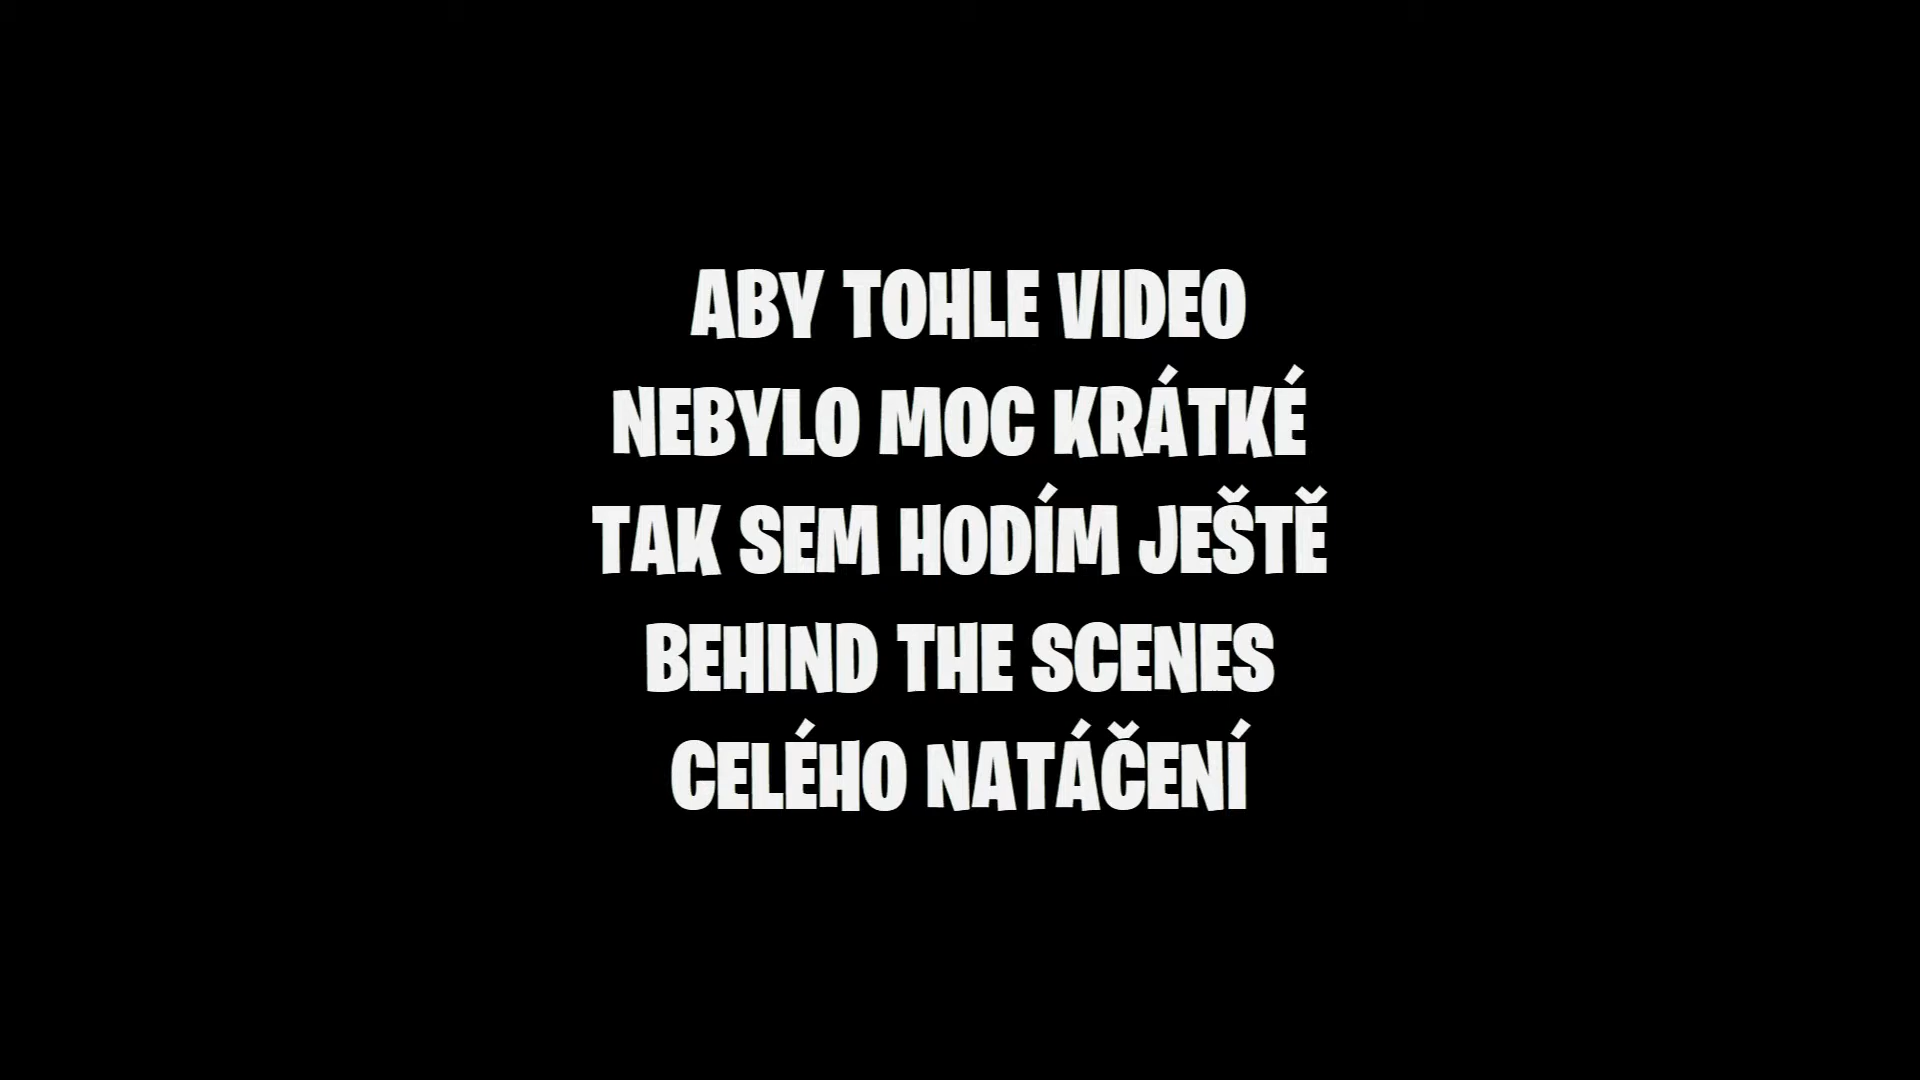 ABY TOHLE VIDEO
NEBYLO MOC KRÁTKÉ
TAK SEM HODÍM JEŠTĚ
BEHIND THE SCENES
CELÉHO NATÁČENÍ